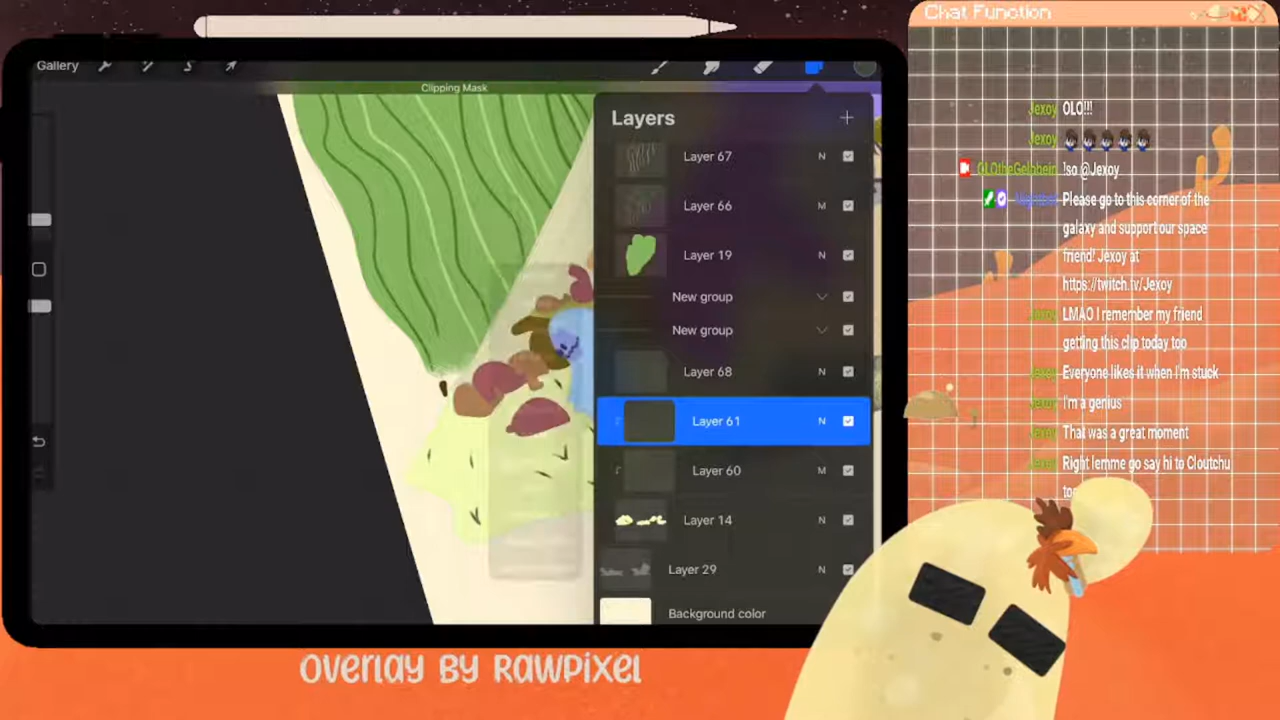 Chat Function
Gallery
Clipping Mask
Layers
Layer 67 N
Layer 66 M
Layer 19 N
New group
New group
Layer 68 N
Layer 61 N
Layer 60 M
Layer 14 N
Layer 29 N
Background color
Jexoy OLO!!!
Jexoy
!so @Jexoy
Please go to this corner of the
galaxy and support our space
friend! Jexoy at
https://twitch.tv/Jexoy
Jexoy LMAO I remember my friend
getting this clip today too
Jexoy Everyone likes it when I'm stuck
Jexoy I'm a genius
Jexoy That was a great moment
Jexoy Right lemme go say hi to Cloutchu
Overlay by Rawpixel